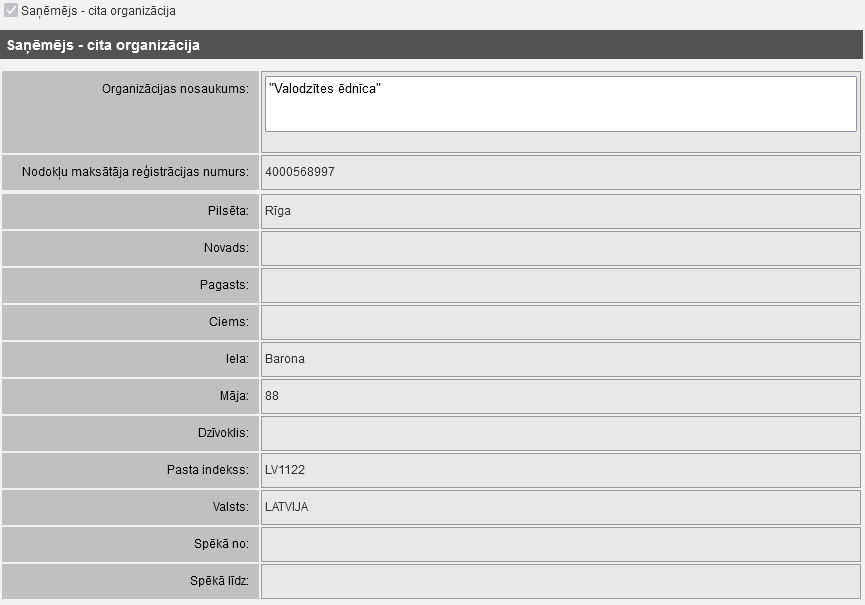 Saņēmējs - cita organizācija
Saņēmējs - cita organizācija
Organizācijas nosaukums: "Valodzītes ēdnīca"
Nodokļu maksātāja reģistrācijas numurs: 4000568997
Pilsēta: Rīga
Novads:
Pagasts:
Ciems:
Iela: Barona
Māja: 88
Dzīvoklis:
Pasta indekss: LV1122
Valsts: LATVIJA
Spēkā no:
Spēkā līdz: